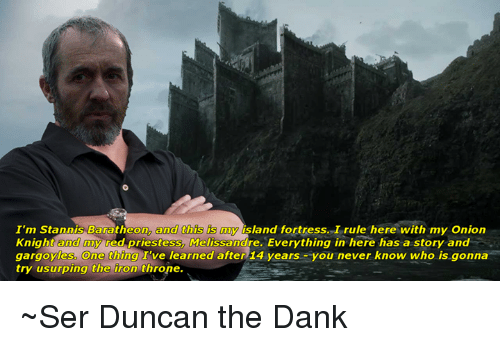 I'm Stannis Baratheon, and this is my island fortress. I rule here with my Onion
Knight and my red priestess, Melissandre. Everything in here has a story and
gargoyles. One thing I've learned after 14 years - you never know who is gonna
try usurping the iron throne.
~Ser Duncan the Dank